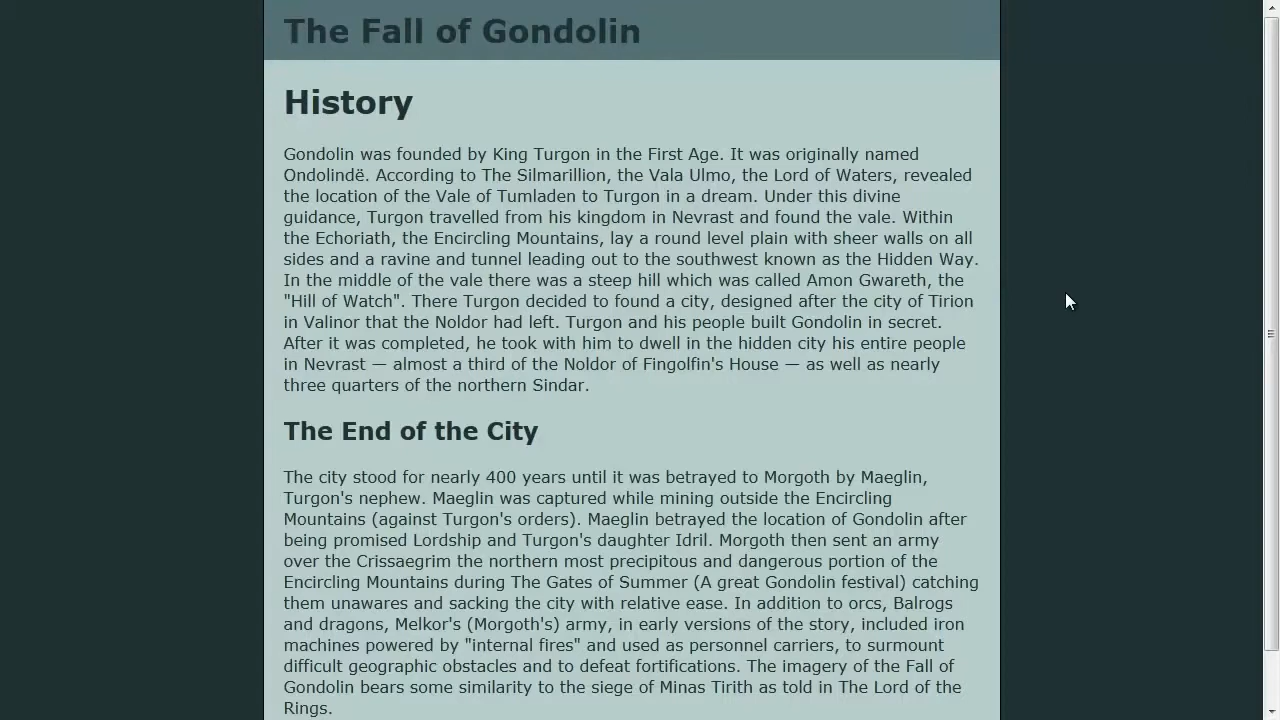 The Fall of Gondolin
History
Gondolin was founded by King Turgon in the First Age. It was originally named
Ondolindë. According to The Silmarillion, the Vala Ulmo, the Lord of Waters, revealed
the location of the Vale of Tumladen to Turgon in a dream. Under this divine
guidance, Turgon travelled from his kingdom in Nevrast and found the vale. Within
the Echoriath, the Encircling Mountains, lay a round level plain with sheer walls on all
sides and a ravine and tunnel leading out to the southwest known as the Hidden Way.
In the middle of the vale there was a steep hill which was called Amon Gwareth, the
"Hill of Watch". There Turgon decided to found a city, designed after the city of Tirion
in Valinor that the Noldor had left. Turgon and his people built Gondolin in secret.
After it was completed, he took with him to dwell in the hidden city his entire people
in Nevrast — almost a third of the Noldor of Fingolfin's House — as well as nearly
three quarters of the northern Sindar.
The End of the City
The city stood for nearly 400 years until it was betrayed to Morgoth by Maeglin,
Turgon's nephew. Maeglin was captured while mining outside the Encircling
Mountains (against Turgon's orders). Maeglin betrayed the location of Gondolin after
being promised Lordship and Turgon's daughter Idril. Morgoth then sent an army
over the Crissaegrim the northern most precipitous and dangerous portion of the
Encircling Mountains during The Gates of Summer (A great Gondolin festival) catching
them unawares and sacking the city with relative ease. In addition to orcs, Balrogs
and dragons, Melkor's (Morgoth's) army, in early versions of the story, included iron
machines powered by "internal fires" and used as personnel carriers, to surmount
difficult geographic obstacles and to defeat fortifications. The imagery of the Fall of
Gondolin bears some similarity to the siege of Minas Tirith as told in The Lord of the
Rings.